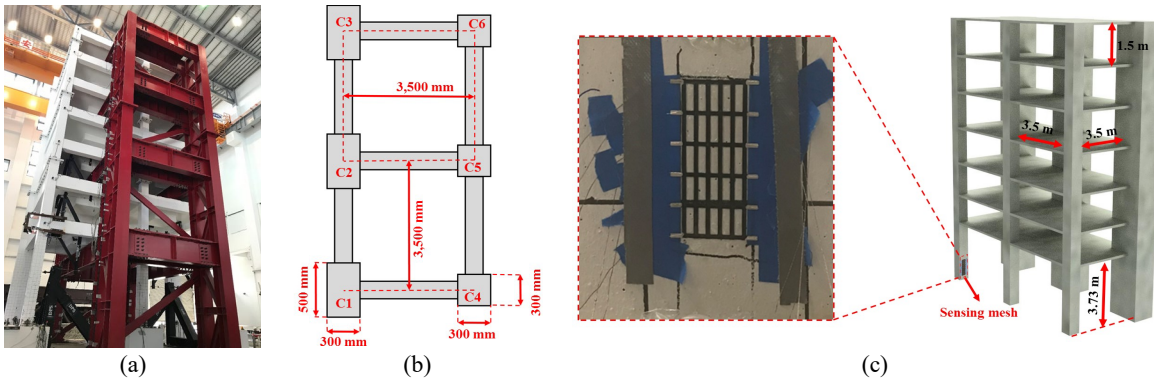 C3
C6
3,500 mm
C2
C5
3,500 mm
500 mm
C1
C4
300 mm
300 mm
300 mm
1.5 m
3.5 m
3.5 m
3.73 m
Sensing mesh
(a)
(b)
(c)